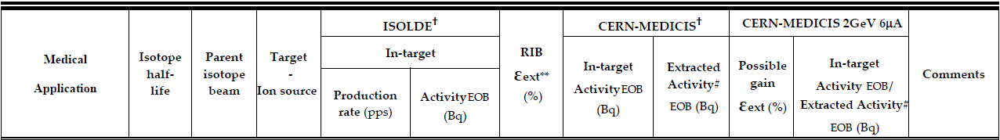 Medical
Application
Isotope
half-
life
Parent
isotope
beam
Target
-
Ion source
ISOLDE†
In-target
Production
rate (pps)
Activity EOB
(Bq)
RIB
Ɛext**
(%)
CERN-MEDICIS†
In-target
Activity EOB
(Bq)
Extracted
Activity#
EOB (Bq)
CERN-MEDICIS 2GeV 6µA
Possible
gain
Ɛext (%)
In-target
Activity EOB/
Extracted Activity#
EOB (Bq)
Comments